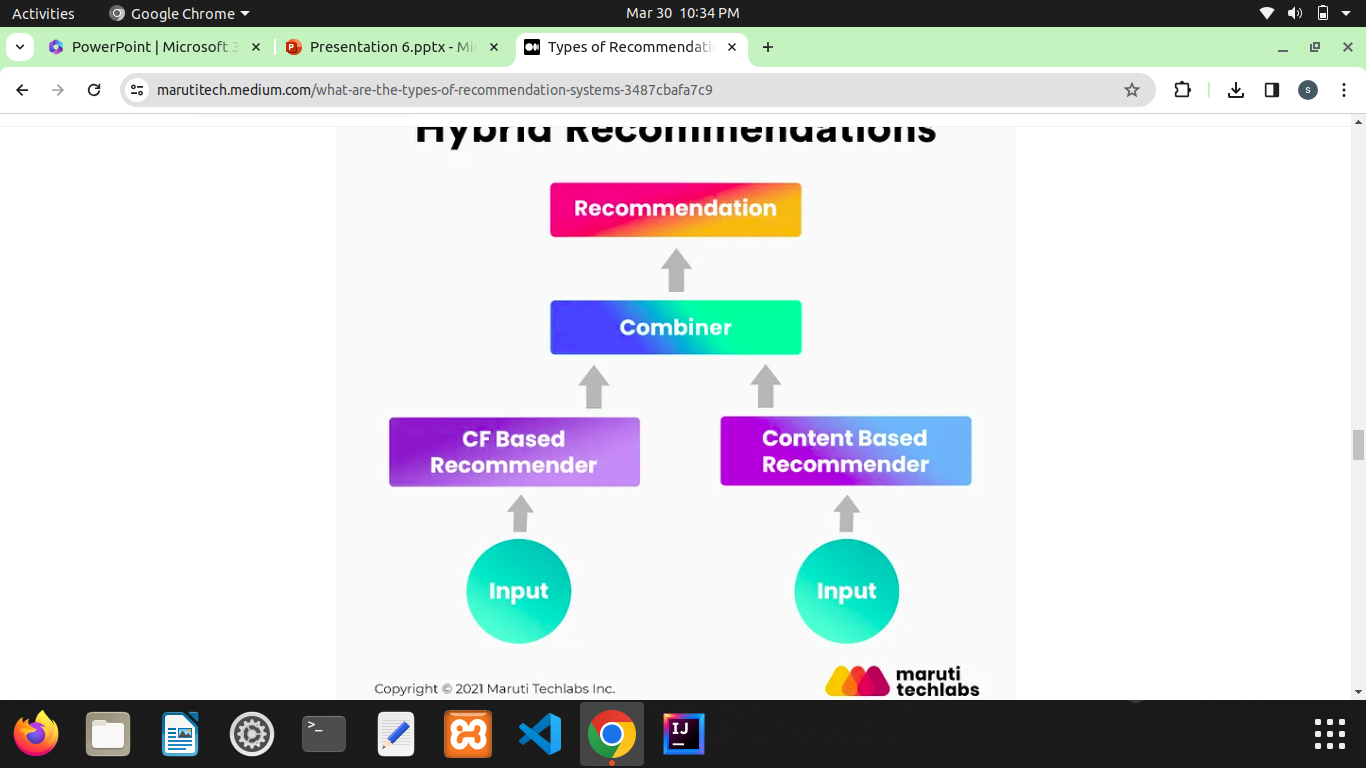 Activities
Google Chrome
Mar 30 10:34 PM
PowerPoint | Microsoft 3
Presentation 6.pptx - Mi
Types of Recommendati
marutitech.medium.com/what-are-the-types-of-recommendation-systems-3487cbafa7c9
S
Hybrid Recommendations
Recommendation
Combiner
CF Based
Recommender
Content Based
Recommender
Input
Input
Copyright © 2021 Maruti Techlabs Inc.
maruti
techlabs
>_
IJ